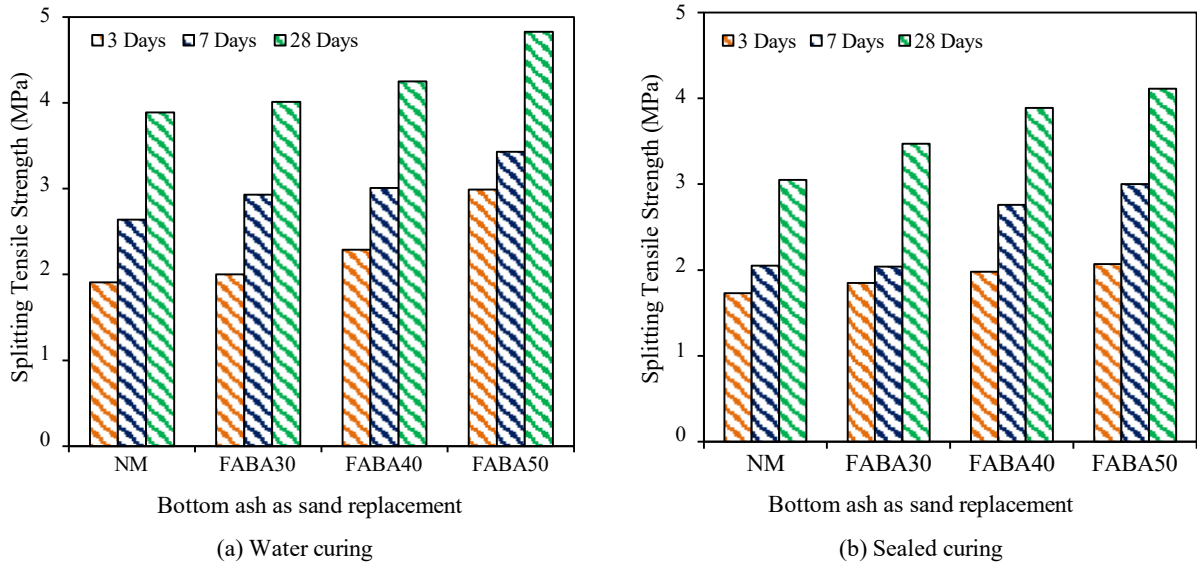 5
4
3
2
1
0
Splitting Tensile Strength (MPa)
3 Days 7 Days 28 Days
NM FABA30 FABA40 FABA50
Bottom ash as sand replacement
(a) Water curing
5
4
3
2
1
0
Splitting Tensile Strength (MPa)
3 Days 7 Days 28 Days
NM FABA30 FABA40 FABA50
Bottom ash as sand replacement
(b) Sealed curing